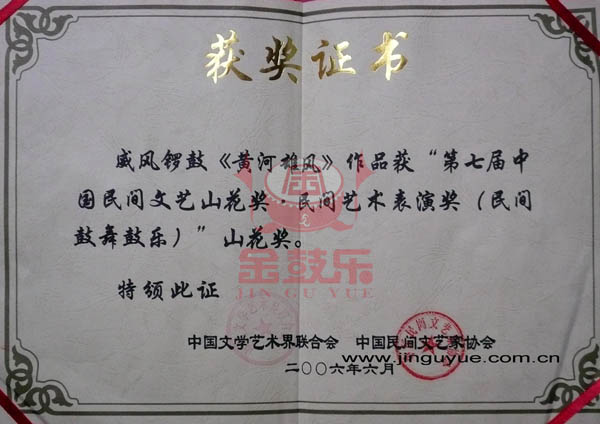 获奖证书
威风锣鼓《黄河雄风》作品获“第七届中
国民间文艺山花奖·民间艺术表演奖（民间
鼓舞鼓乐）”山花奖。
金鼓乐
JIN GU YUE
特颁此证
中国文学艺术界联合会 中国民间文艺家协会
www.jinguyue.com.cn
二〇〇六年六月